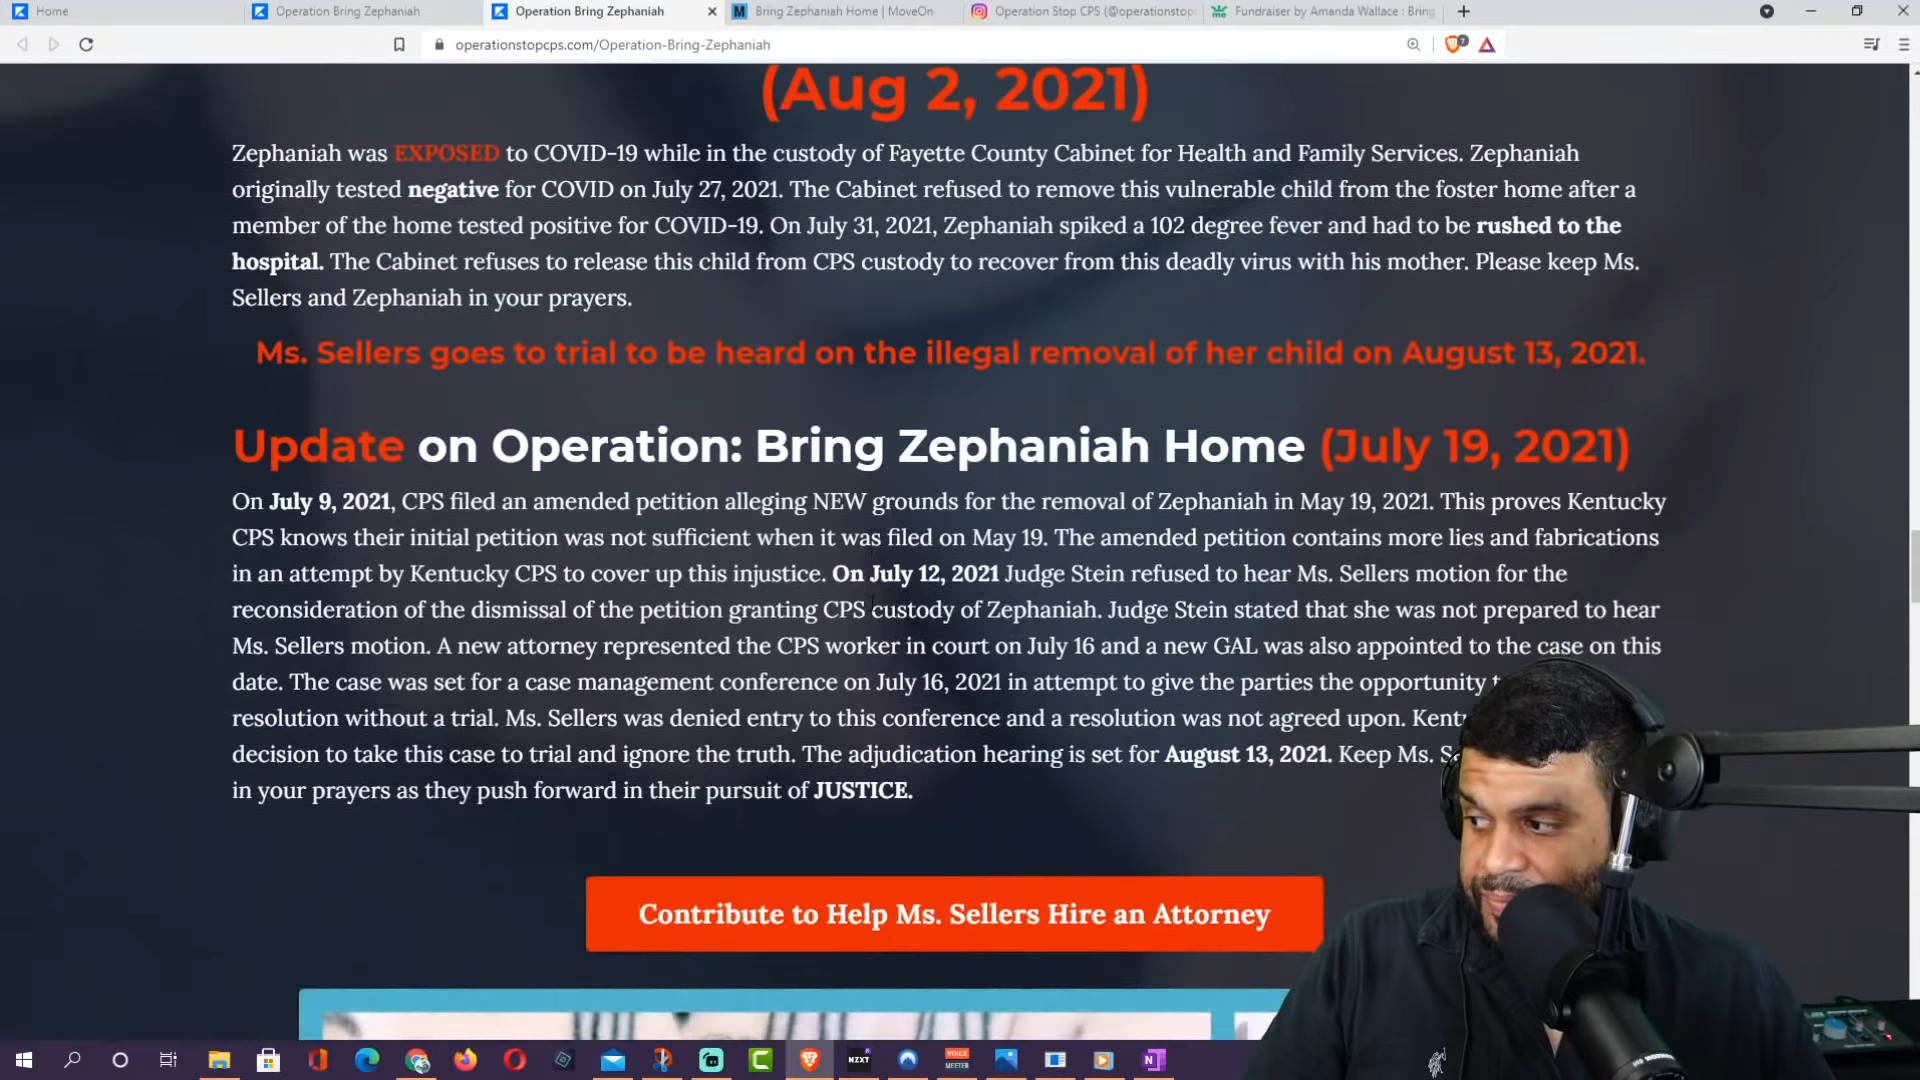 Home
Operation Bring Zephaniah
Operation Bring Zephaniah
Bring Zephaniah Home | MoveOn
Operation Stop CPS (@operationstop
Fundraiser by Amanda Wallace : Bring
operationstopcps.com/Operation-Bring-Zephaniah
7
(Aug 2, 2021)
Zephaniah was EXPOSED to COVID-19 while in the custody of Fayette County Cabinet for Health and Family Services. Zephaniah
originally tested negative for COVID on July 27, 2021. The Cabinet refused to remove this vulnerable child from the foster home after a
member of the home tested positive for COVID-19. On July 31, 2021, Zephaniah spiked a 102 degree fever and had to be rushed to the
hospital. The Cabinet refuses to release this child from CPS custody to recover from this deadly virus with his mother. Please keep Ms.
Sellers and Zephaniah in your prayers.
Ms. Sellers goes to trial to be heard on the illegal removal of her child on August 13, 2021.
Update on Operation: Bring Zephaniah Home (July 19, 2021)
On July 9, 2021, CPS filed an amended petition alleging NEW grounds for the removal of Zephaniah in May 19, 2021. This proves Kentucky
CPS knows their initial petition was not sufficient when it was filed on May 19. The amended petition contains more lies and fabrications
in an attempt by Kentucky CPS to cover up this injustice. On July 12, 2021 Judge Stein refused to hear Ms. Sellers motion for the
reconsideration of the dismissal of the petition granting CPS custody of Zephaniah. Judge Stein stated that she was not prepared to hear
Ms. Sellers motion. A new attorney represented the CPS worker in court on July 16 and a new GAL was also appointed to the case on this
date. The case was set for a case management conference on July 16, 2021 in attempt to give the parties the opportunity
resolution without a trial. Ms. Sellers was denied entry to this conference and a resolution was not agreed upon.
decision to take this case to trial and ignore the truth. The adjudication hearing is set for August 13, 2021. Keep Ms.
in your prayers as they push forward in their pursuit of JUSTICE.
Contribute to Help Ms. Sellers Hire an Attorney
NZXT
VOICE
MEETER